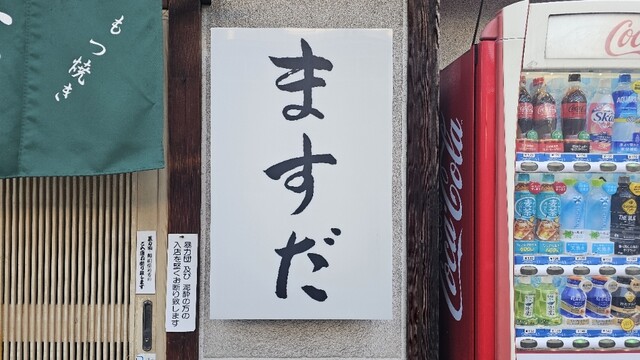 もつ焼き
ますだ
暴力団 及び 泥酔の方の
入店を堅くお断り致します
Coca-Cola
Coca